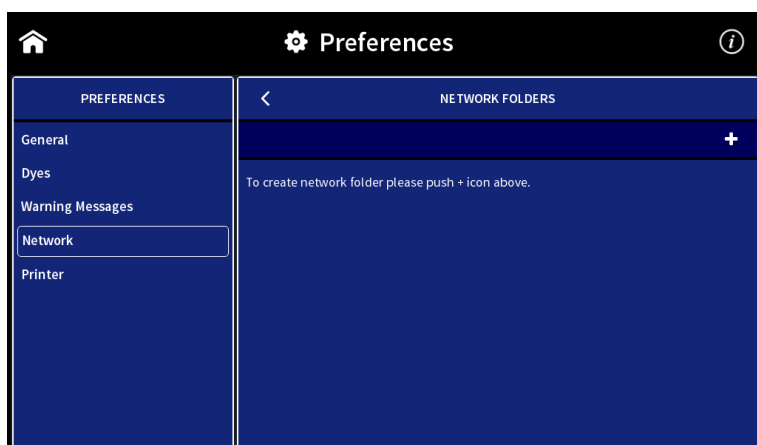 Preferences
i
PREFERENCES
General
Dyes
Warning Messages
Network
Printer
NETWORK FOLDERS
+
To create network folder please push + icon above.